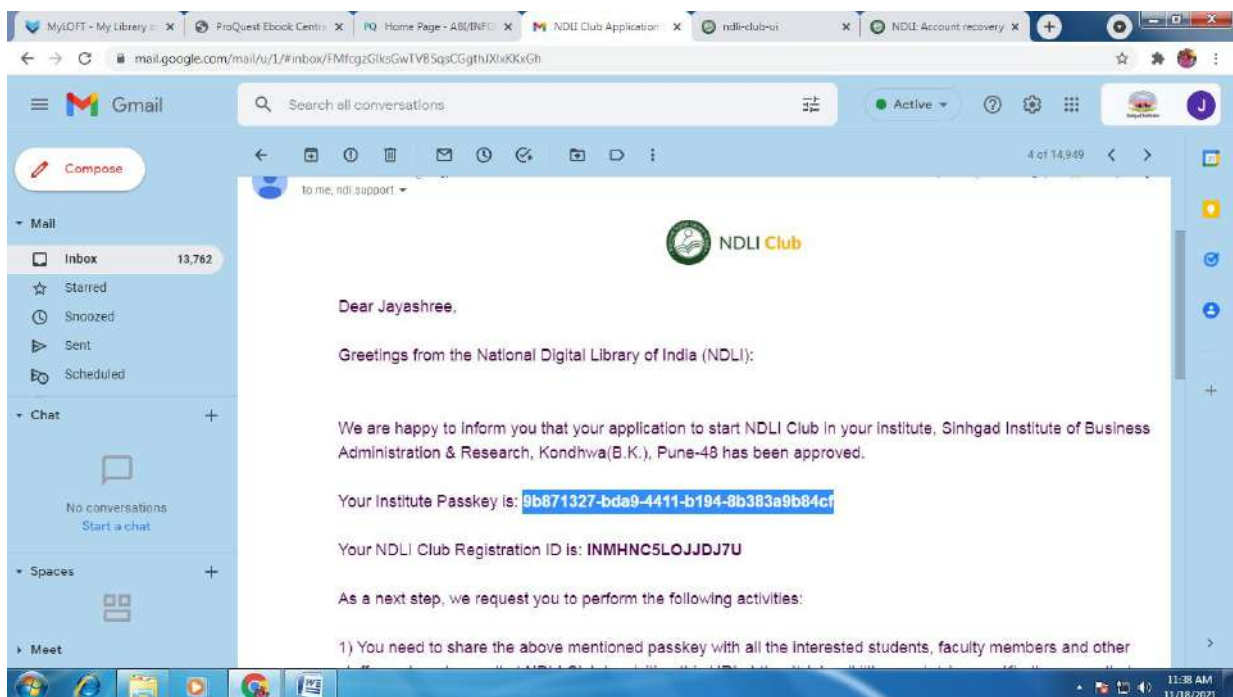 MyLOFT - My Library
ProQuest Ebook Centr
Home Page - ABI/INFO
NDLI Club Application
ndli-club-ui
NDLI: Account recovery
mail.google.com/mail/u/1/#inbox/
Gmail
Search all conversations
Active
J
Compose
4 of 14,949
to me, ndl.support
Mail
Inbox 13,762
Starred
Snoozed
Sent
Scheduled
Chat
No conversations
Start a chat
Spaces
Meet
NDLI Club
Dear Jayashree,
Greetings from the National Digital Library of India (NDLI):
We are happy to inform you that your application to start NDLI Club in your institute, Sinhgad Institute of Business
Administration & Research, Kondhwa(B.K.), Pune-48 has been approved.
Your Institute Passkey is: 9b871327-bda9-4411-b194-8b383a9b84cf
Your NDLI Club Registration ID is: INMHNC5LOJJDJ7U
As a next step, we request you to perform the following activities:
1) You need to share the above mentioned passkey with all the interested students, faculty members and other
11:38 AM
11/18/2021